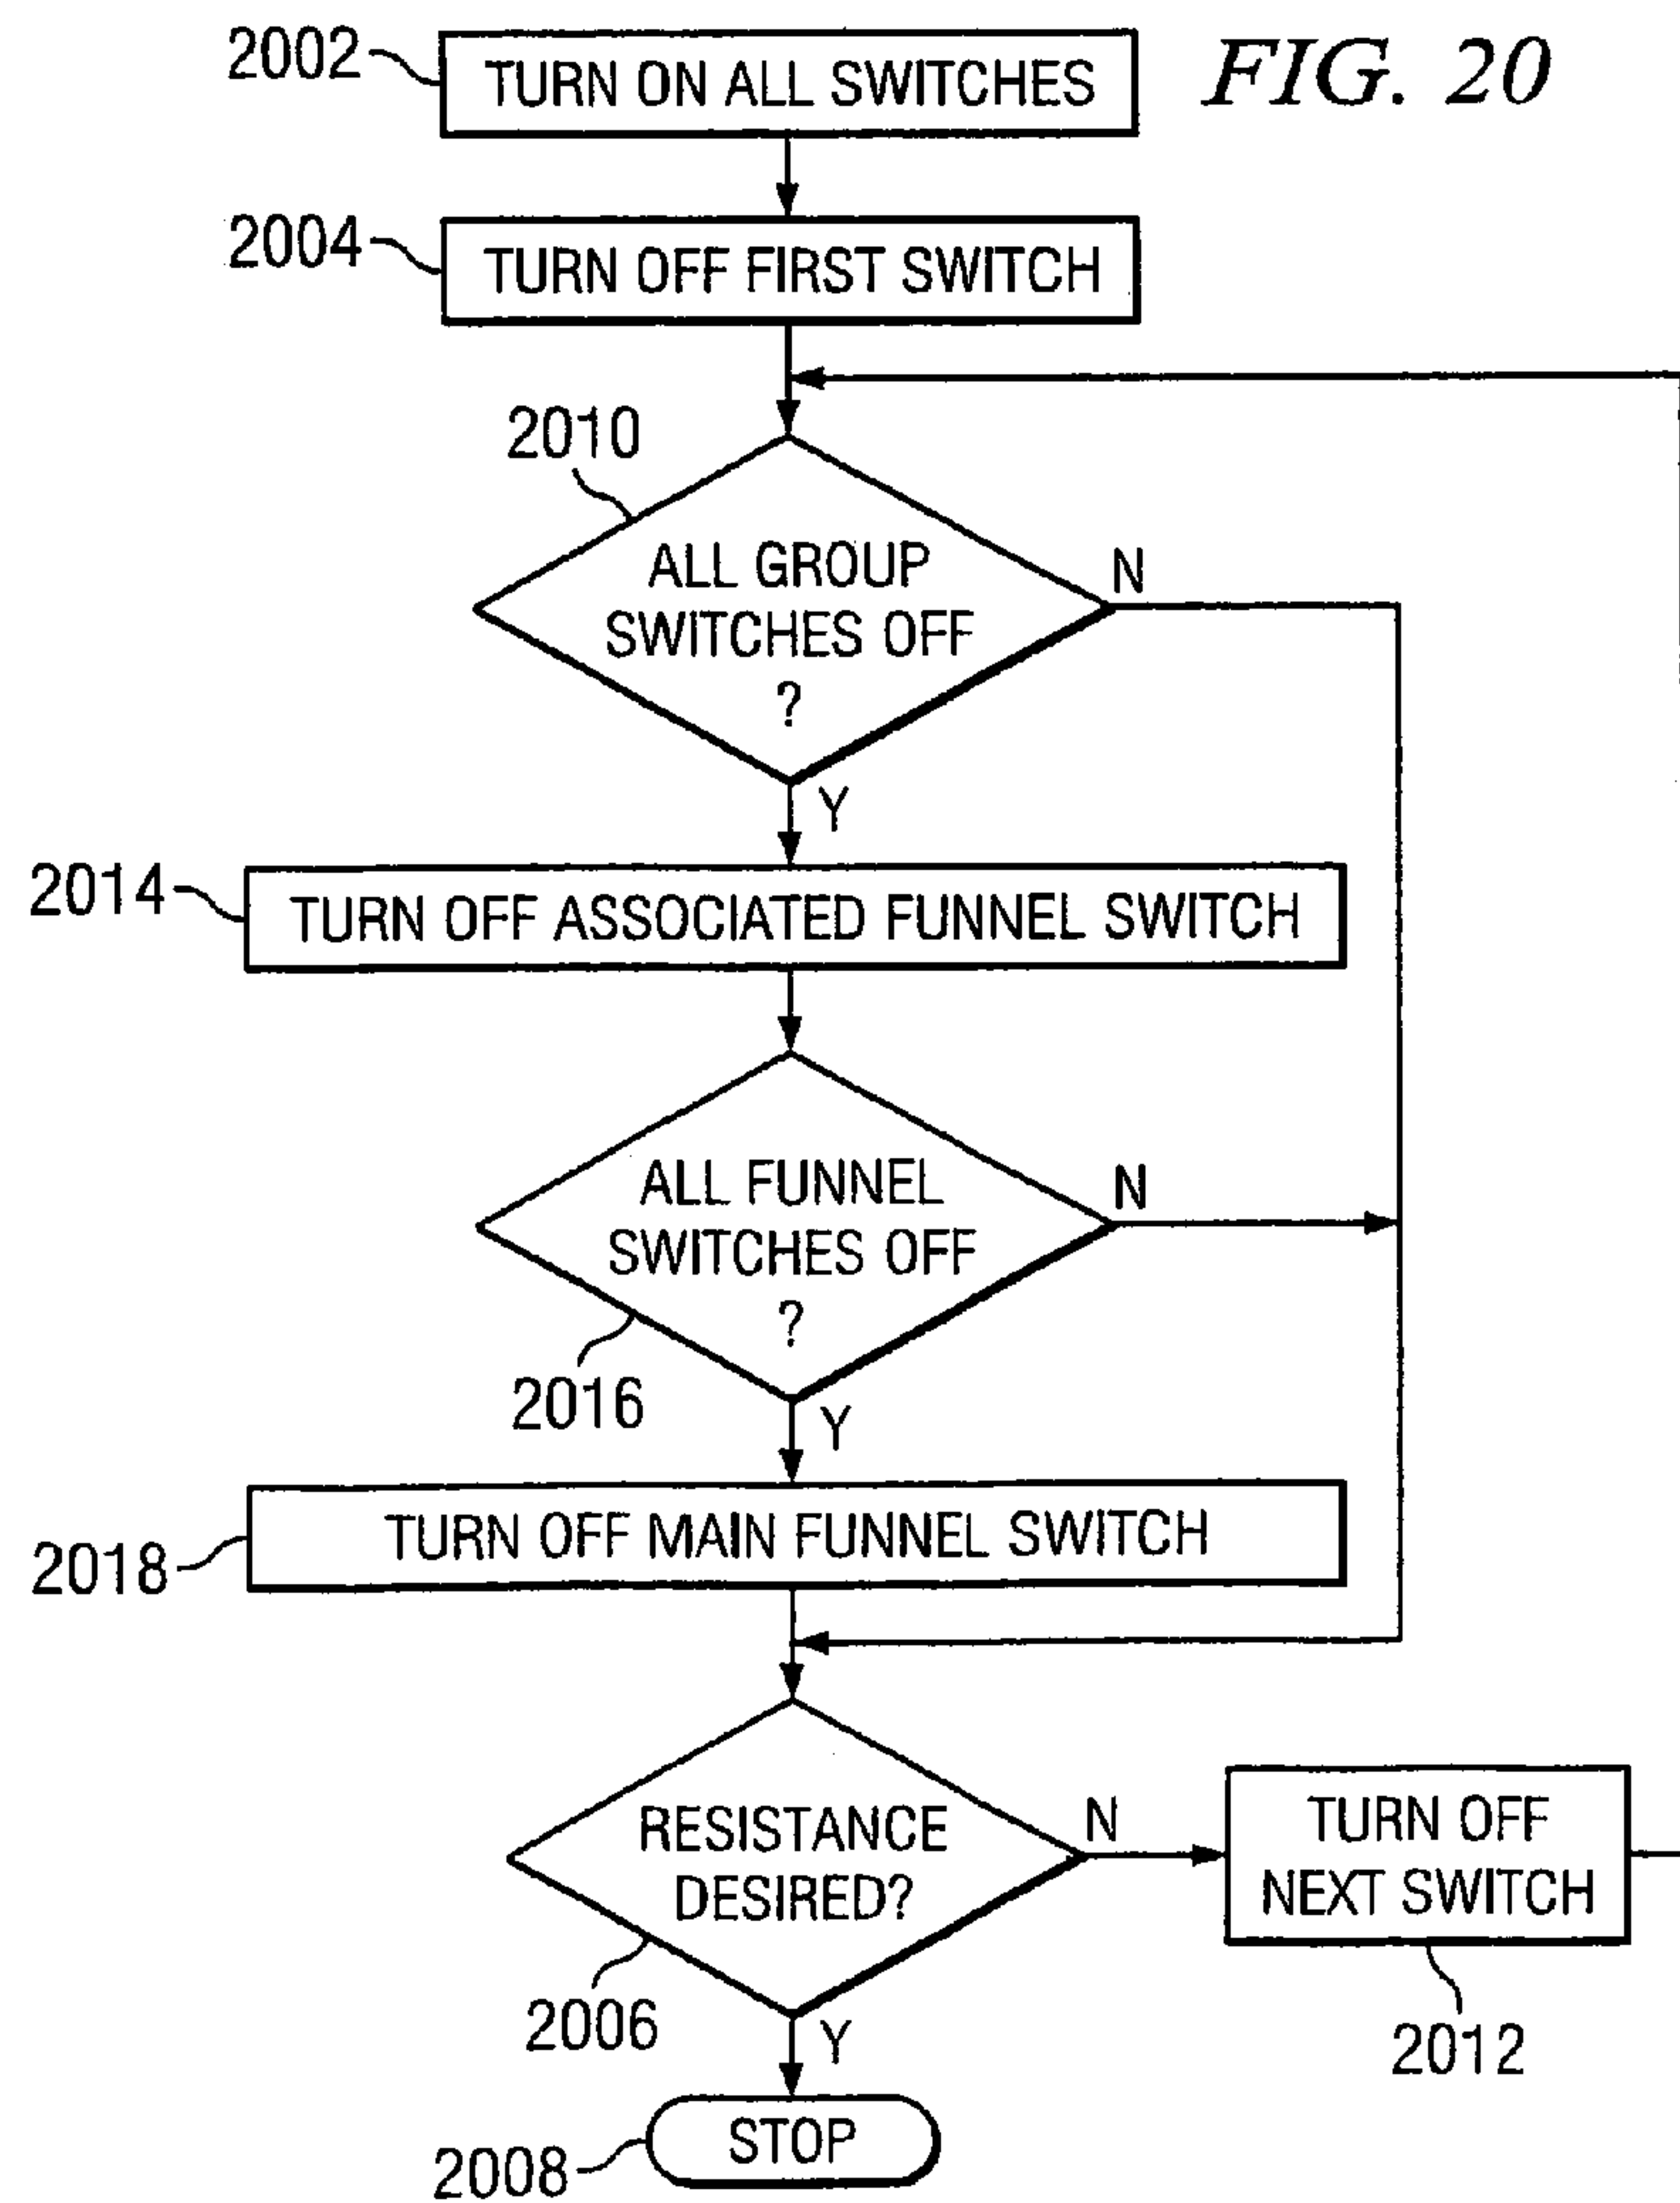 FIG. 20
2002
TURN ON ALL SWITCHES
2004
TURN OFF FIRST SWITCH
2010
ALL GROUP
SWITCHES OFF
?
N
Y
2014
TURN OFF ASSOCIATED FUNNEL SWITCH
ALL FUNNEL
SWITCHES OFF
?
N
2016
Y
2018
TURN OFF MAIN FUNNEL SWITCH
RESISTANCE
DESIRED?
N
TURN OFF
NEXT SWITCH
2006
2012
Y
STOP
2008